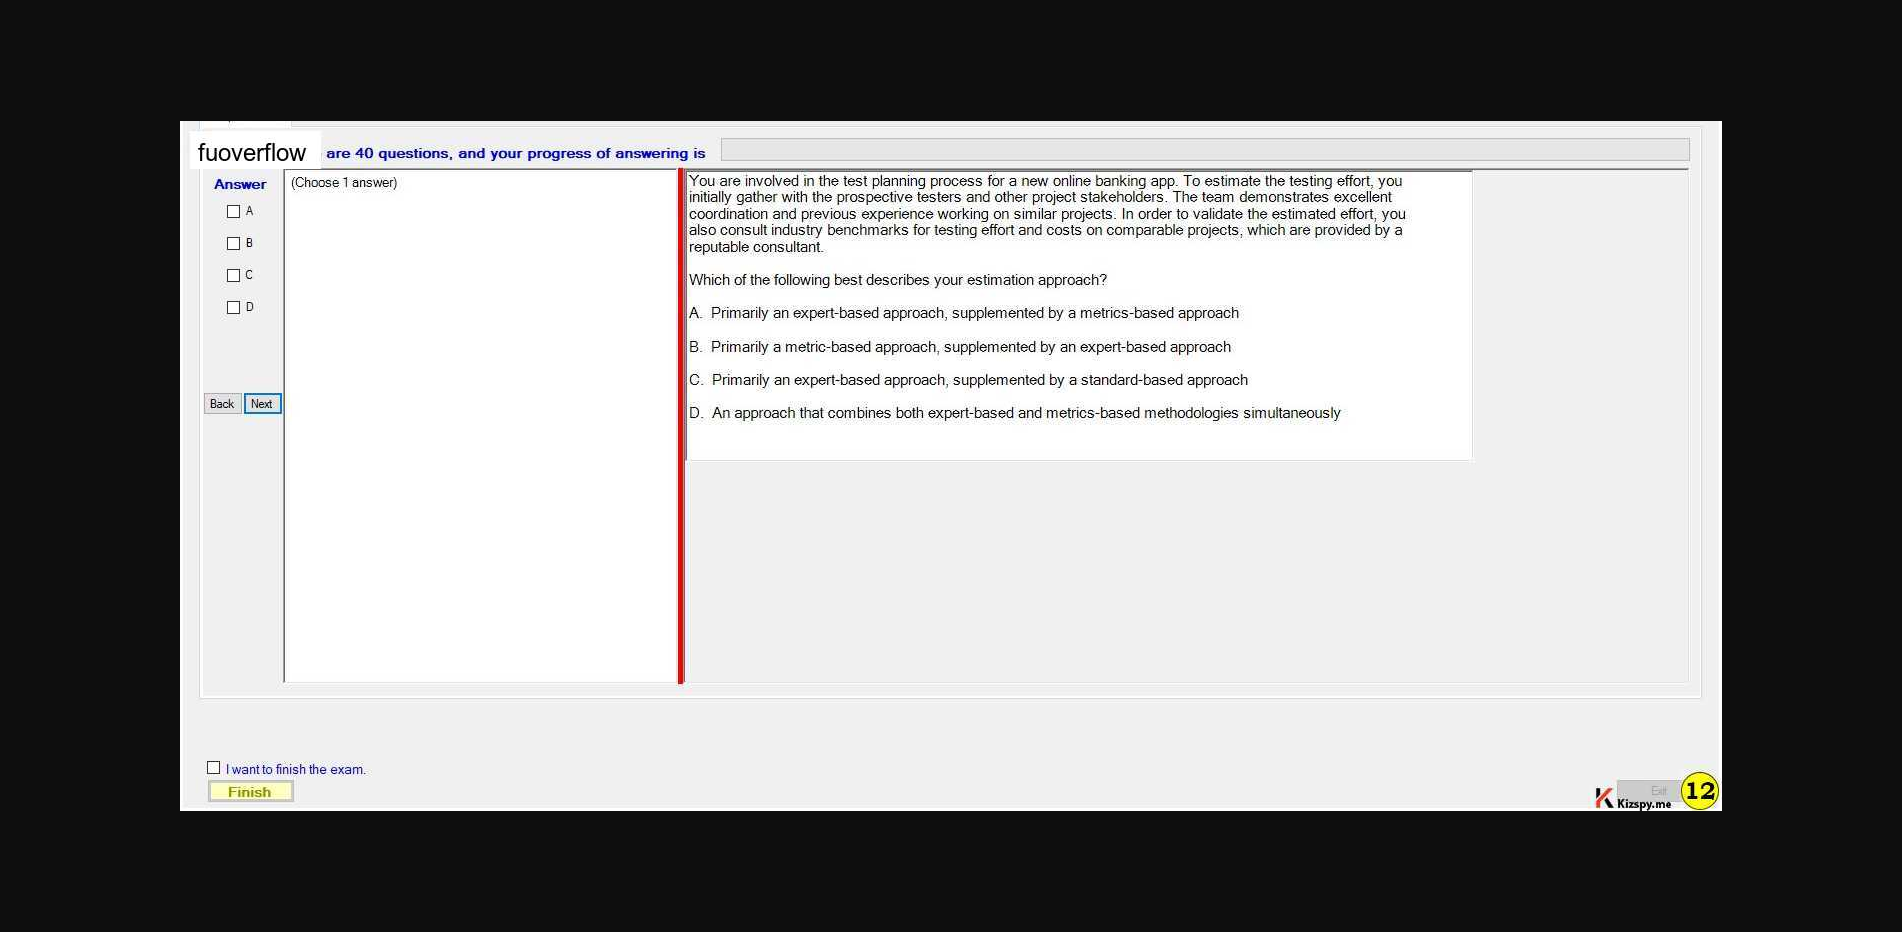 fuoverflow are 40 questions, and your progress of answering is
Answer
(Choose 1 answer)
A
B
C
D
Back Next
You are involved in the test planning process for a new online banking app. To estimate the testing effort, you
initially gather with the prospective testers and other project stakeholders. The team demonstrates excellent
coordination and previous experience working on similar projects. In order to validate the estimated effort, you
also consult industry benchmarks for testing effort and costs on comparable projects, which are provided by a
reputable consultant.
Which of the following best describes your estimation approach?
A. Primarily an expert-based approach, supplemented by a metrics-based approach
B. Primarily a metric-based approach, supplemented by an expert-based approach
C. Primarily an expert-based approach, supplemented by a standard-based approach
D. An approach that combines both expert-based and metrics-based methodologies simultaneously
I want to finish the exam.
Finish
Exit
Kizspy.me
12